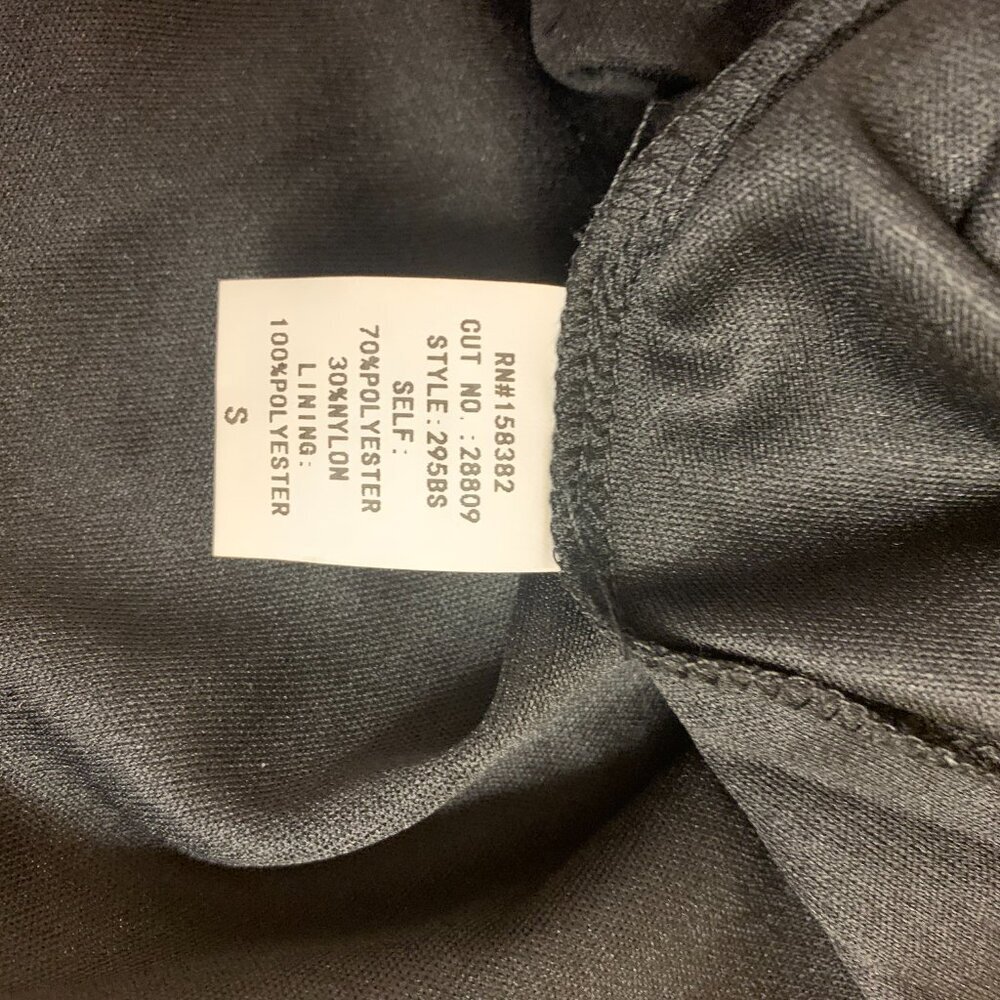 RN#158382
CUT NO.:28809
STYLE:295BS
SELF:
70%POLYESTER
30%NYLON
LINING:
100%POLYESTER
S